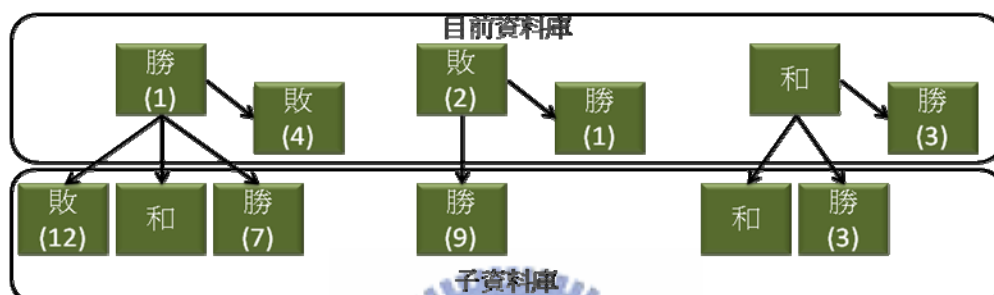 目前資料庫
勝
(1)
敗
(4)
敗
(2)
勝
(1)
和
勝
(3)
敗
(12)
和
勝
(7)
勝
(9)
和
勝
(3)
子資料庫